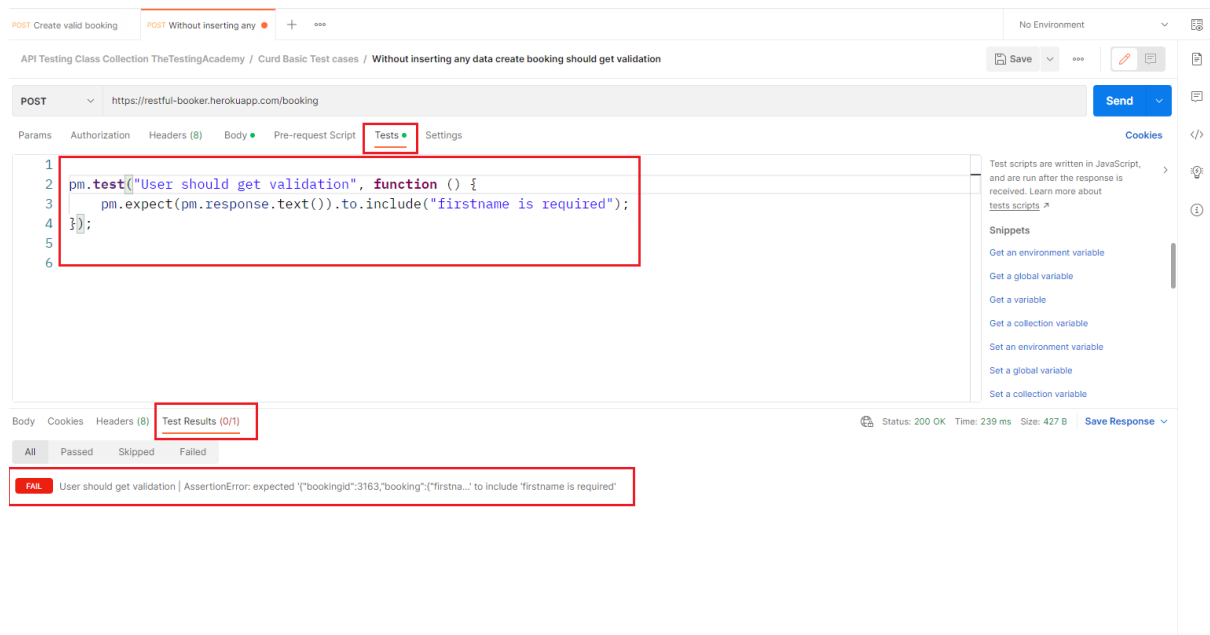 POST Create valid booking
POST Without inserting any
No Environment
API Testing Class Collection TheTestingAcademy / Curd Basic Test cases / Without inserting any data create booking should get validation
Save
POST
https://restful-booker.herokuapp.com/booking
Send
Params Authorization Headers (8) Body Pre-request Script Tests Settings
Cookies
1
2 pm.test("User should get validation", function () {
3 pm.expect(pm.response.text()).to.include("firstname is required");
4 });
5
6
Test scripts are written in JavaScript,
and are run after the response is
received. Learn more about
tests scripts ↗
Snippets
Get an environment variable
Get a global variable
Get a variable
Get a collection variable
Set an environment variable
Set a global variable
Set a collection variable
Body Cookies Headers (8) Test Results (0/1)
Status: 200 OK Time: 239 ms Size: 427 B Save Response
All Passed Skipped Failed
FAIL User should get validation | AssertionError: expected '{"bookingid":3163,"booking":{"firstna...' to include 'firstname is required'